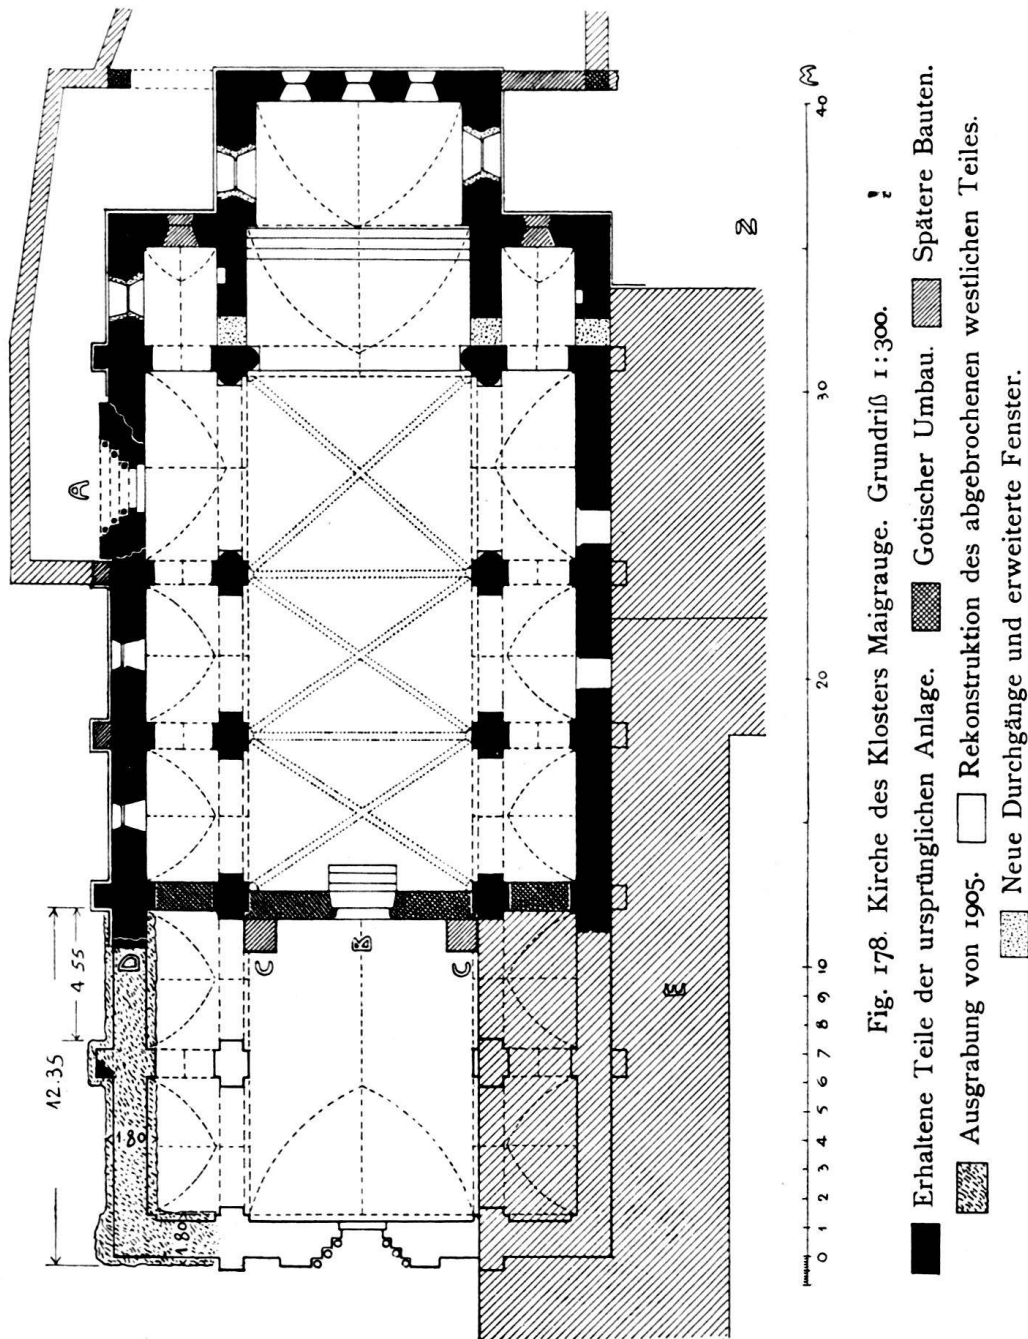 12.35
4 55
1 80
1 80
A
B
C
C
D
E
N
0 1 2 3 4 5 6 7 8 9 10 20 30 40 M
Fig. 178. Kirche des Klosters Maigrauge. Grundriß 1:300.
Erhaltene Teile der ursprünglichen Anlage. Gotischer Umbau. Spätere Bauten.
Ausgrabung von 1905. Rekonstruktion des abgebrochenen westlichen Teiles.
Neue Durchgänge und erweiterte Fenster.